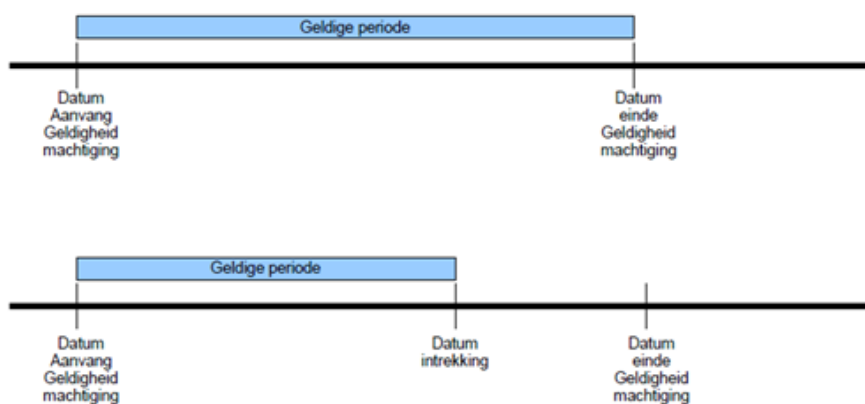 Geldige periode
Datum
Aanvang
Geldigheid
machtiging
Datum
einde
Geldigheid
machtiging
Geldige periode
Datum
Aanvang
Geldigheid
machtiging
Datum
intrekking
Datum
einde
Geldigheid
machtiging